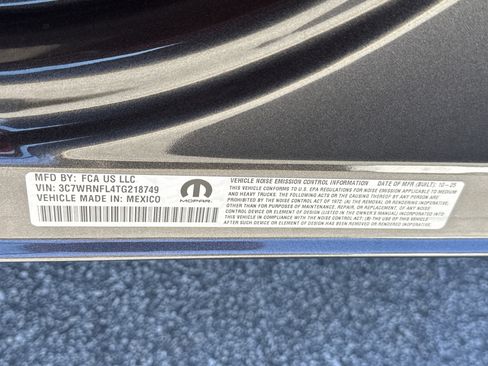 MFD BY: FCA US LLC
VIN: 3C7WRNFL4TG218749
VEHICLE MADE IN: MEXICO
MOPAR
VEHICLE NOISE EMISSION CONTROL INFORMATION DATE OF MFR (BUILT): 10-25
THIS VEHICLE CONFORMS TO U.S. EPA REGULATIONS FOR NOISE EMISSION APPLICABLE TO MEDIUM
AND HEAVY TRUCKS. THE FOLLOWING ACTS OR THE CAUSING THEREOF BY ANY PERSON ARE
PROHIBITED BY THE NOISE CONTROL ACT OF 1972: (A) THE REMOVAL OR RENDERING INOPERATIVE,
OTHER THAN FOR PURPOSES OF MAINTENANCE, REPAIR, OR REPLACEMENT, OF ANY NOISE
CONTROL DEVICE OR ELEMENT OF DESIGN (LISTED IN THE OWNER'S MANUAL) INCORPORATED INTO
THIS VEHICLE IN COMPLIANCE WITH THE NOISE CONTROL ACT; (B) THE USE OF THIS VEHICLE
AFTER SUCH DEVICE OR ELEMENT OF DESIGN HAS BEEN REMOVED OR RENDERED INOPERATIVE.